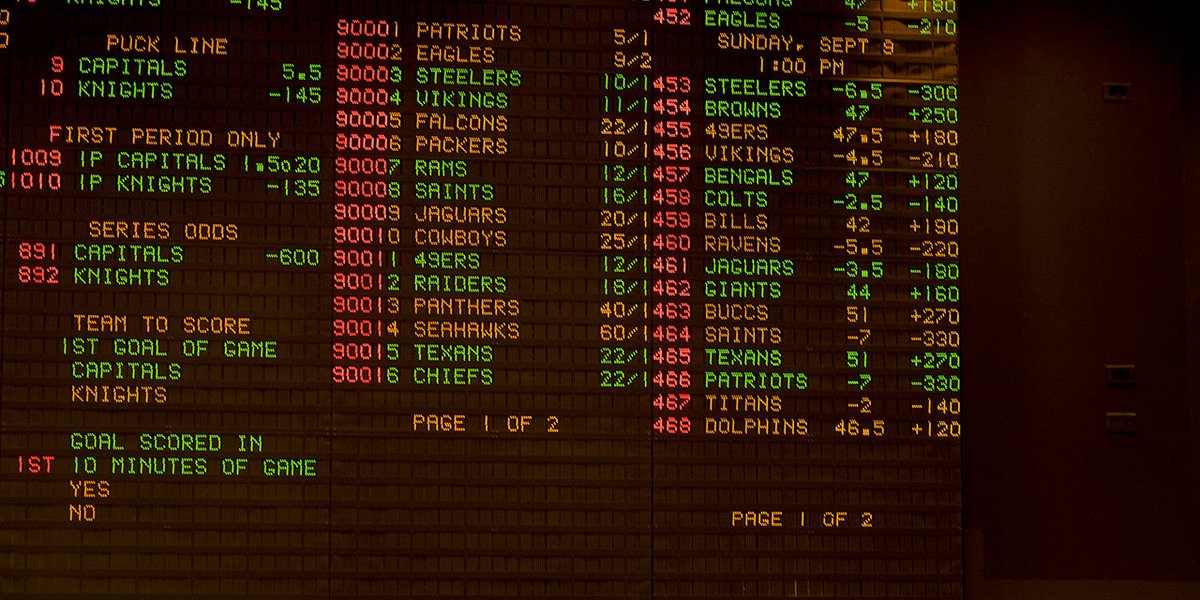 KNIGHTS -145
PUCK LINE
9 CAPITALS 5.5
10 KNIGHTS -145
FIRST PERIOD ONLY
1009 1P CAPITALS 1.5o20
1010 1P KNIGHTS -135
SERIES ODDS
891 CAPITALS -600
892 KNIGHTS
TEAM TO SCORE
1ST GOAL OF GAME
CAPITALS
KNIGHTS
GOAL SCORED IN
1ST 10 MINUTES OF GAME
YES
NO
90001 PATRIOTS 5/1
90002 EAGLES 9/2
90003 STEELERS 10/1
90004 VIKINGS 11/1
90005 FALCONS 22/1
90006 PACKERS 10/1
90007 RAMS 12/1
90008 SAINTS 16/1
90009 JAGUARS 20/1
90010 COWBOYS 25/1
90011 49ERS 12/1
90012 RAIDERS 18/1
90013 PANTHERS 40/1
90014 SEAHAWKS 60/1
90015 TEXANS 22/1
90016 CHIEFS 22/1
PAGE 1 OF 2
FALCONS 47 +180
452 EAGLES -5 -210
SUNDAY, SEPT 9
1:00 PM
453 STEELERS -6.5 -300
454 BROWNS 47 +250
455 49ERS 47.5 +180
456 VIKINGS -4.5 -210
457 BENGALS 47 +120
458 COLTS -2.5 -140
459 BILLS 42 +190
460 RAVENS -5.5 -220
461 JAGUARS -3.5 -180
462 GIANTS 44 +160
463 BUCCS 51 +270
464 SAINTS -7 -330
465 TEXANS 51 +270
466 PATRIOTS -7 -330
467 TITANS -2 -140
468 DOLPHINS 46.5 +120
PAGE 1 OF 2